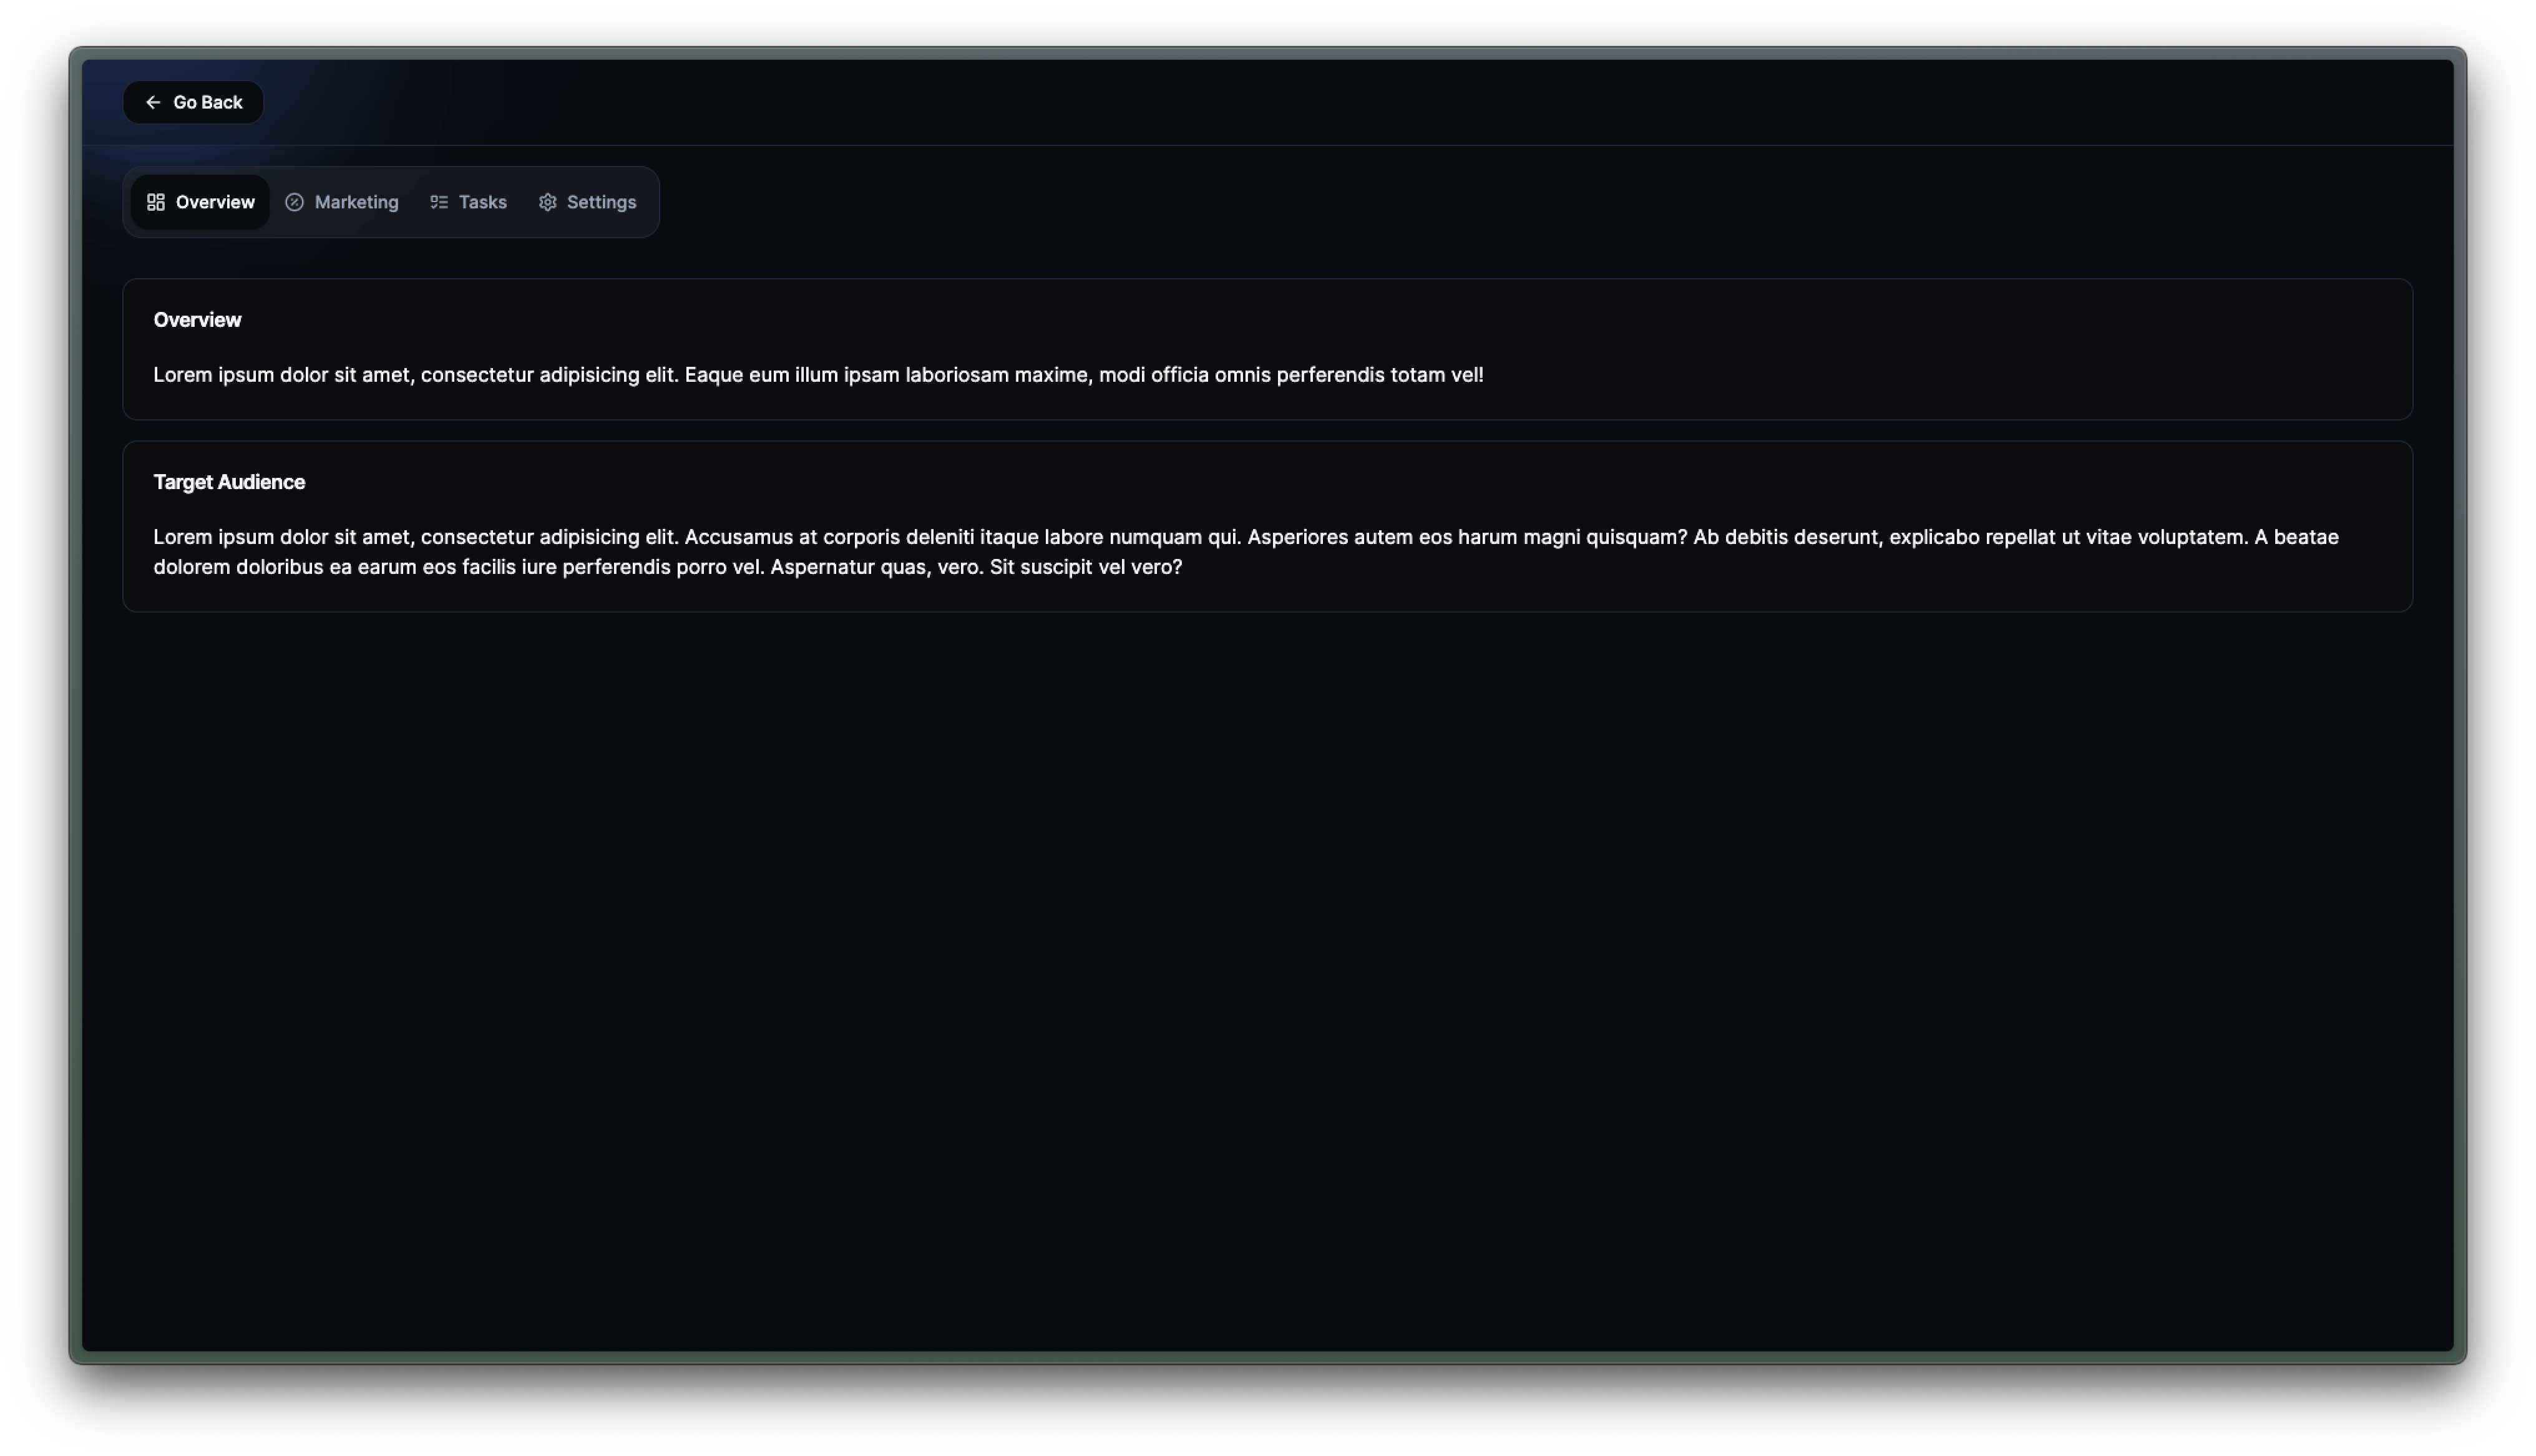 Go Back
Overview
Marketing
Tasks
Settings
Overview
Lorem ipsum dolor sit amet, consectetur adipisicing elit. Eaque eum illum ipsam laboriosam maxime, modi officia omnis perferendis totam vel!
Target Audience
Lorem ipsum dolor sit amet, consectetur adipisicing elit. Accusamus at corporis deleniti itaque labore numquam qui. Asperiores autem eos harum magni quisquam? Ab debitis deserunt, explicabo repellat ut vitae voluptatem. A beatae
dolorem doloribus ea earum eos facilis iure perferendis porro vel. Aspernatur quas, vero. Sit suscipit vel vero?